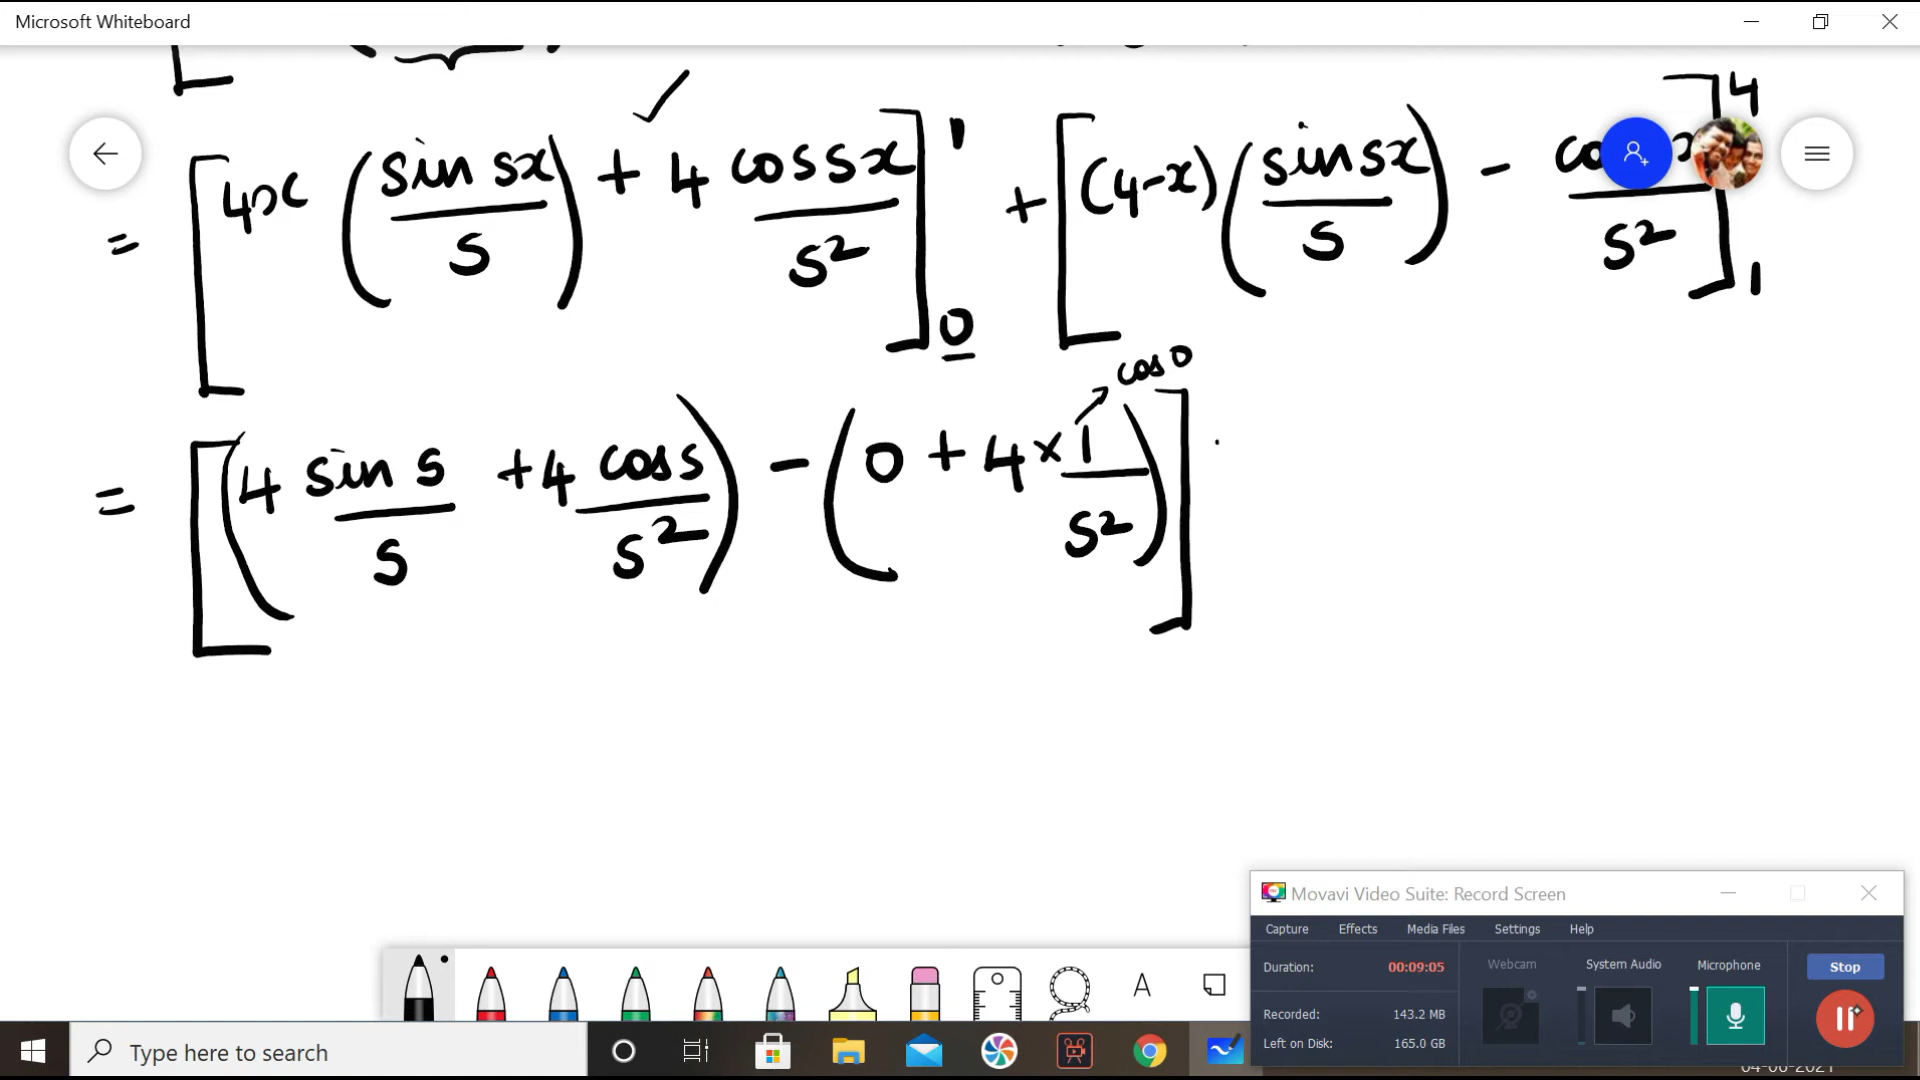 Microsoft Whiteboard
= [4x (sin sx / s) + 4 cos sx / s²]₀¹ + [(4-x)(sin sx / s) - co x / s²]₁⁴
cos 0
= [(4 sin s / s + 4 cos s / s²) - (0 + 4 × 1 / s²)]
Movavi Video Suite: Record Screen
Capture Effects Media Files Settings Help
Duration: 00:09:05
Webcam System Audio Microphone
Stop
Recorded: 143.2 MB
Left on Disk: 165.0 GB
A
Type here to search